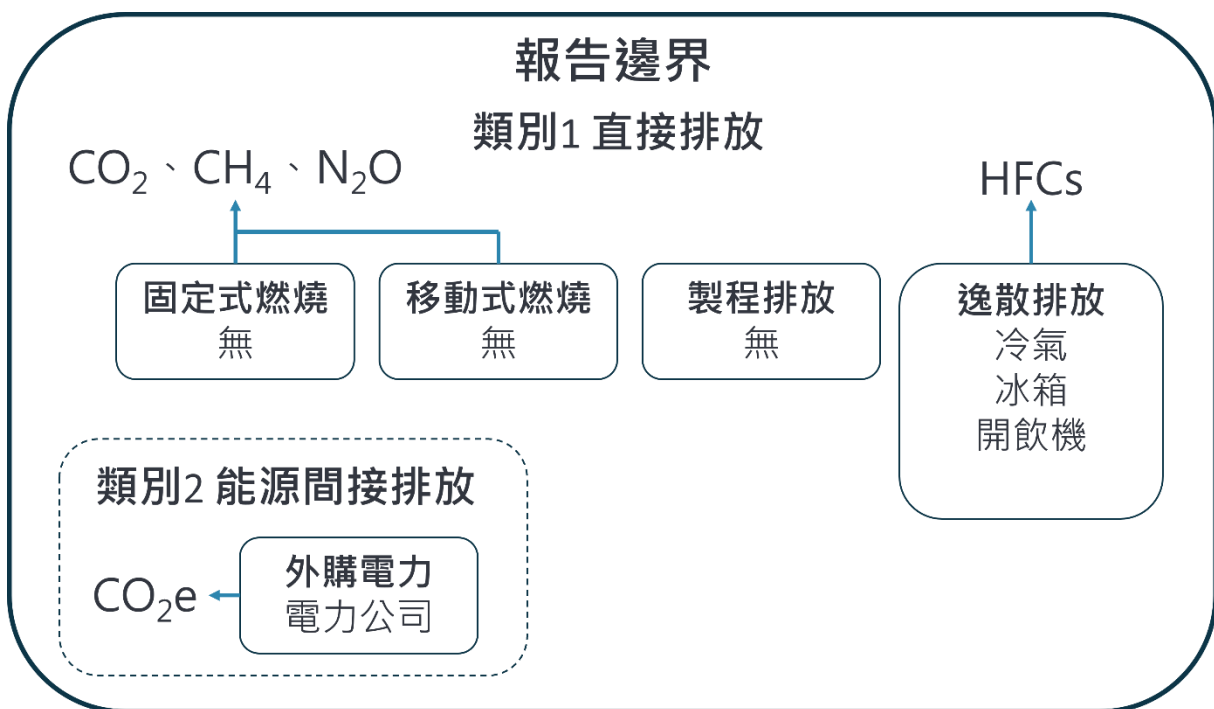 報告邊界
類別1 直接排放
CO₂、CH₄、N₂O
HFCs
固定式燃燒
無
移動式燃燒
無
製程排放
無
逸散排放
冷氣
冰箱
開飲機
類別2 能源間接排放
CO₂e
外購電力
電力公司